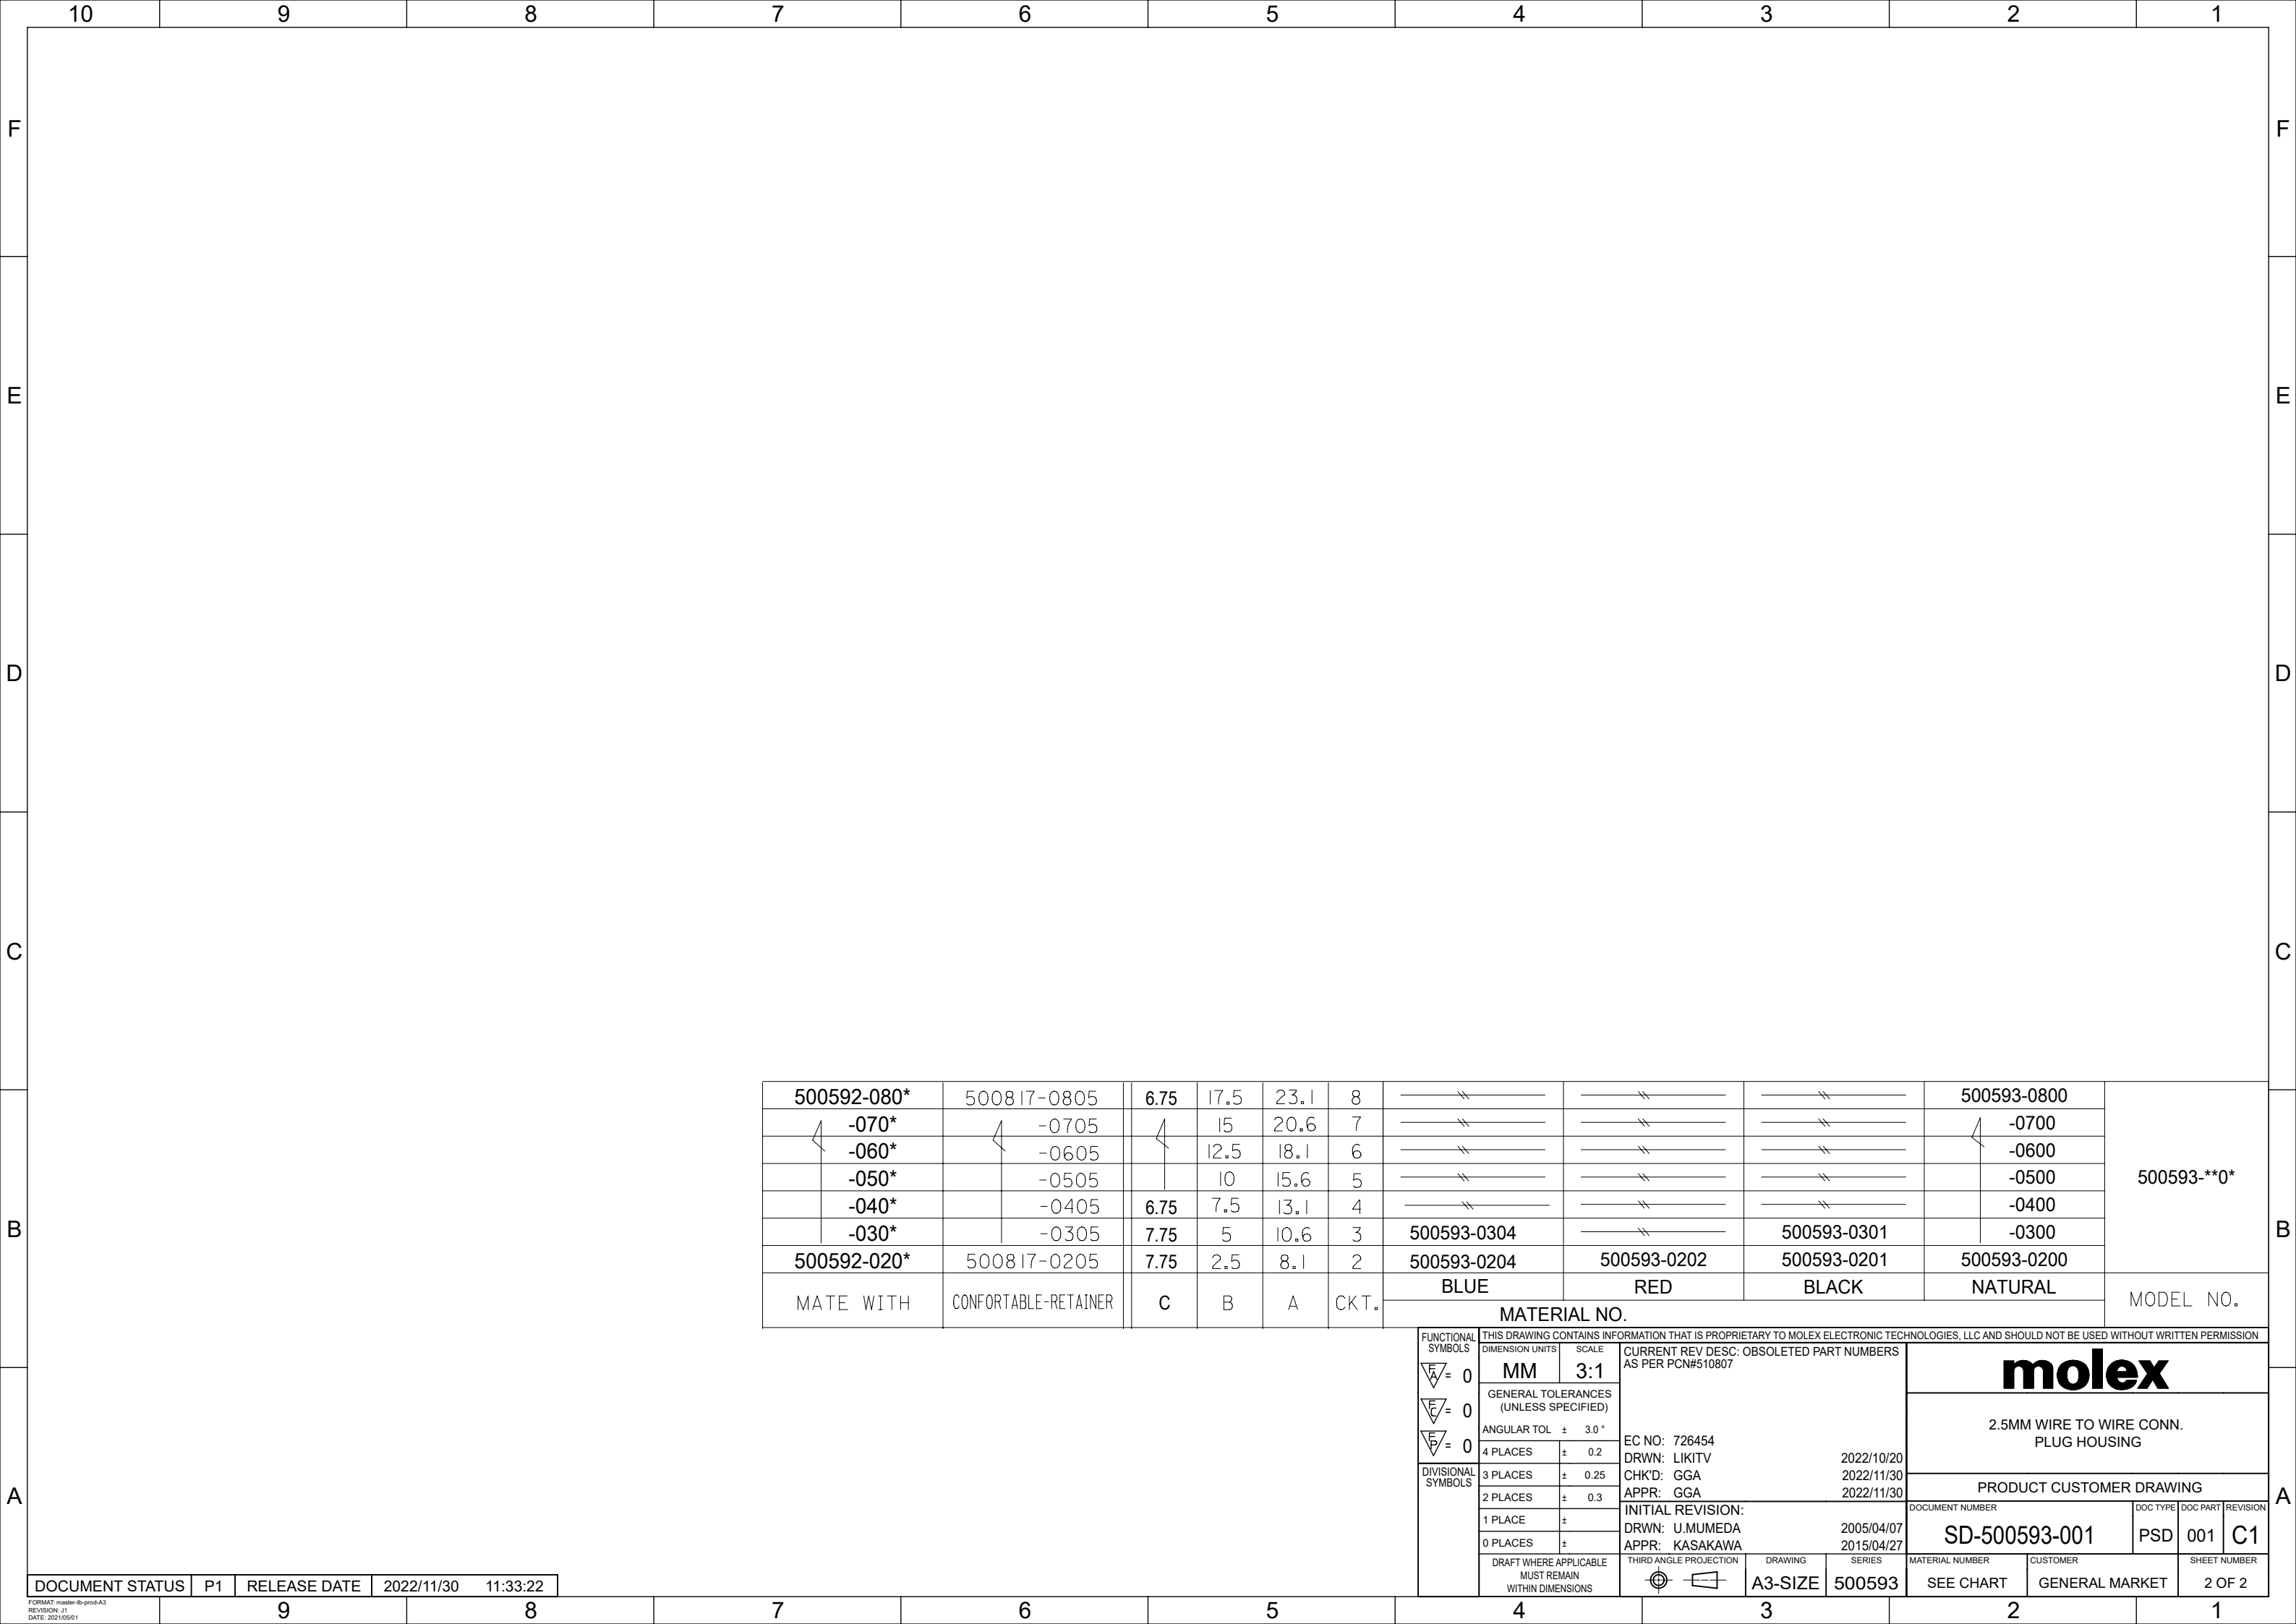 10 9 8 7 6 5 4 3 2 1
F F
E E
D D
C C
B B
A A
500592-080* 500817-0805 6.75 17.5 23.1 8 500593-0800
-070* -0705 15 20.6 7 -0700
-060* -0605 12.5 18.1 6 -0600
-050* -0505 10 15.6 5 -0500 500593-**0*
-040* -0405 6.75 7.5 13.1 4 -0400
-030* -0305 7.75 5 10.6 3 500593-0304 500593-0301 -0300
500592-020* 500817-0205 7.75 2.5 8.1 2 500593-0204 500593-0202 500593-0201 500593-0200
MATE WITH CONFORTABLE-RETAINER C B A CKT. BLUE RED BLACK NATURAL MODEL NO.
MATERIAL NO.
FUNCTIONAL SYMBOLS
F A = 0
F C = 0
F P = 0
DIVISIONAL SYMBOLS
THIS DRAWING CONTAINS INFORMATION THAT IS PROPRIETARY TO MOLEX ELECTRONIC TECHNOLOGIES, LLC AND SHOULD NOT BE USED WITHOUT WRITTEN PERMISSION
DIMENSION UNITS SCALE
MM 3:1
GENERAL TOLERANCES
(UNLESS SPECIFIED)
ANGULAR TOL ± 3.0 °
4 PLACES ± 0.2
3 PLACES ± 0.25
2 PLACES ± 0.3
1 PLACE ±
0 PLACES ±
DRAFT WHERE APPLICABLE
MUST REMAIN
WITHIN DIMENSIONS
CURRENT REV DESC: OBSOLETED PART NUMBERS
AS PER PCN#510807
EC NO: 726454
DRWN: LIKITV 2022/10/20
CHK'D: GGA 2022/11/30
APPR: GGA 2022/11/30
INITIAL REVISION:
DRWN: U.MUMEDA 2005/04/07
APPR: KASAKAWA 2015/04/27
THIRD ANGLE PROJECTION DRAWING SERIES
A3-SIZE 500593
molex
2.5MM WIRE TO WIRE CONN.
PLUG HOUSING
PRODUCT CUSTOMER DRAWING
DOCUMENT NUMBER DOC TYPE DOC PART REVISION
SD-500593-001 PSD 001 C1
MATERIAL NUMBER CUSTOMER SHEET NUMBER
SEE CHART GENERAL MARKET 2 OF 2
DOCUMENT STATUS P1 RELEASE DATE 2022/11/30 11:33:22
FORMAT: master-tb-prod-A3
REVISION: J1
DATE: 2021/05/01
9 8 7 6 5 4 3 2 1